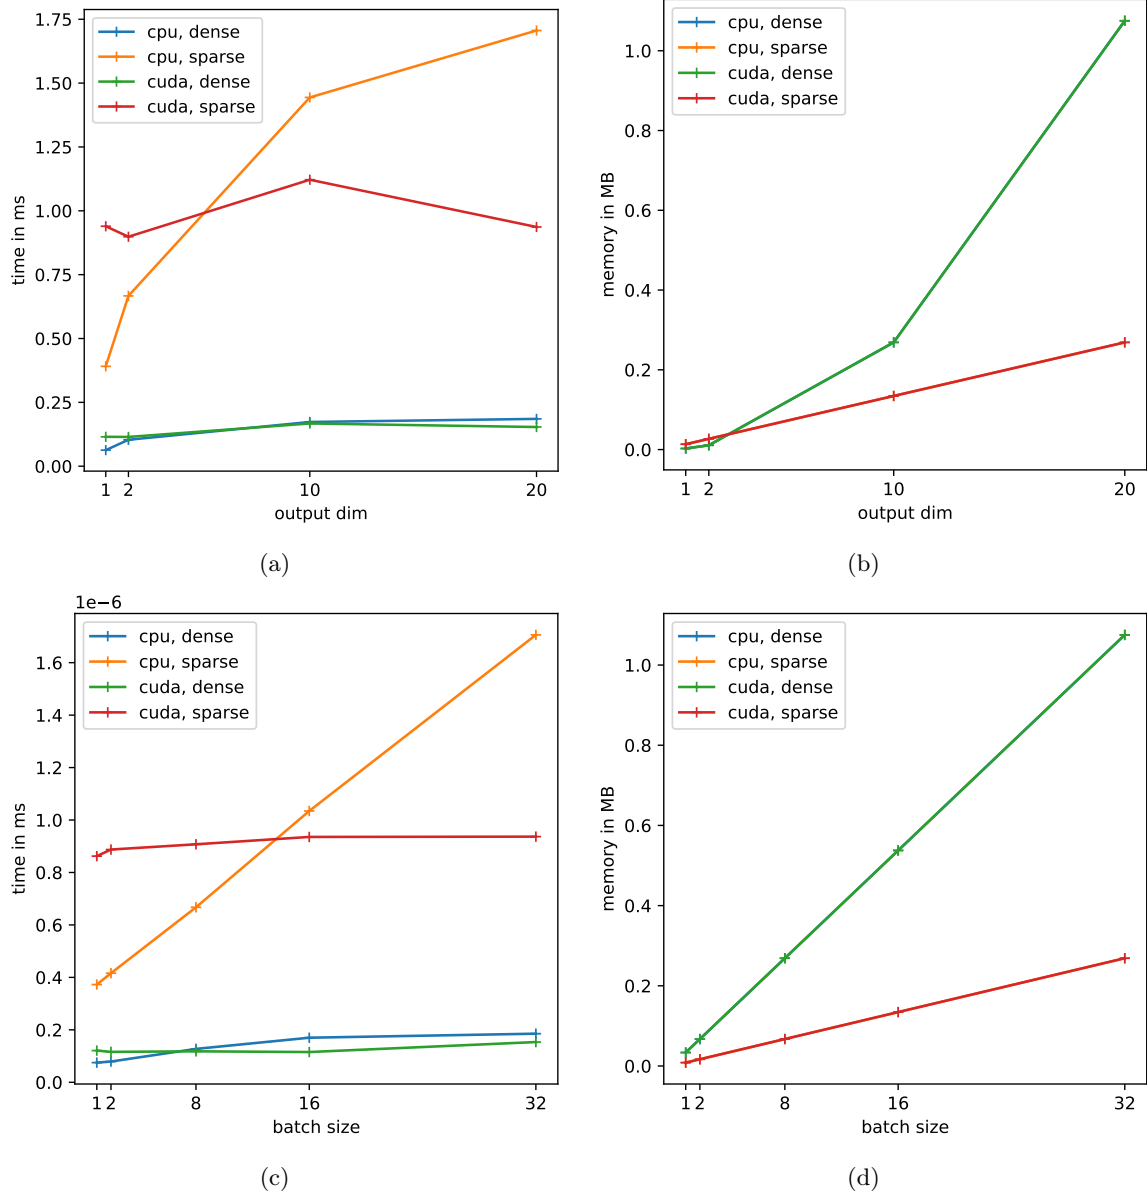 1.75
1.50
1.25
1.00
0.75
0.50
0.25
0.00
time in ms
cpu, dense
cpu, sparse
cuda, dense
cuda, sparse
1 2 10 20
output dim
(a)
1.0
0.8
0.6
0.4
0.2
0.0
memory in MB
cpu, dense
cpu, sparse
cuda, dense
cuda, sparse
1 2 10 20
output dim
(b)
1e−6
1.6
1.4
1.2
1.0
0.8
0.6
0.4
0.2
0.0
time in ms
cpu, dense
cpu, sparse
cuda, dense
cuda, sparse
1 2 8 16 32
batch size
(c)
1.0
0.8
0.6
0.4
0.2
0.0
memory in MB
cpu, dense
cpu, sparse
cuda, dense
cuda, sparse
1 2 8 16 32
batch size
(d)